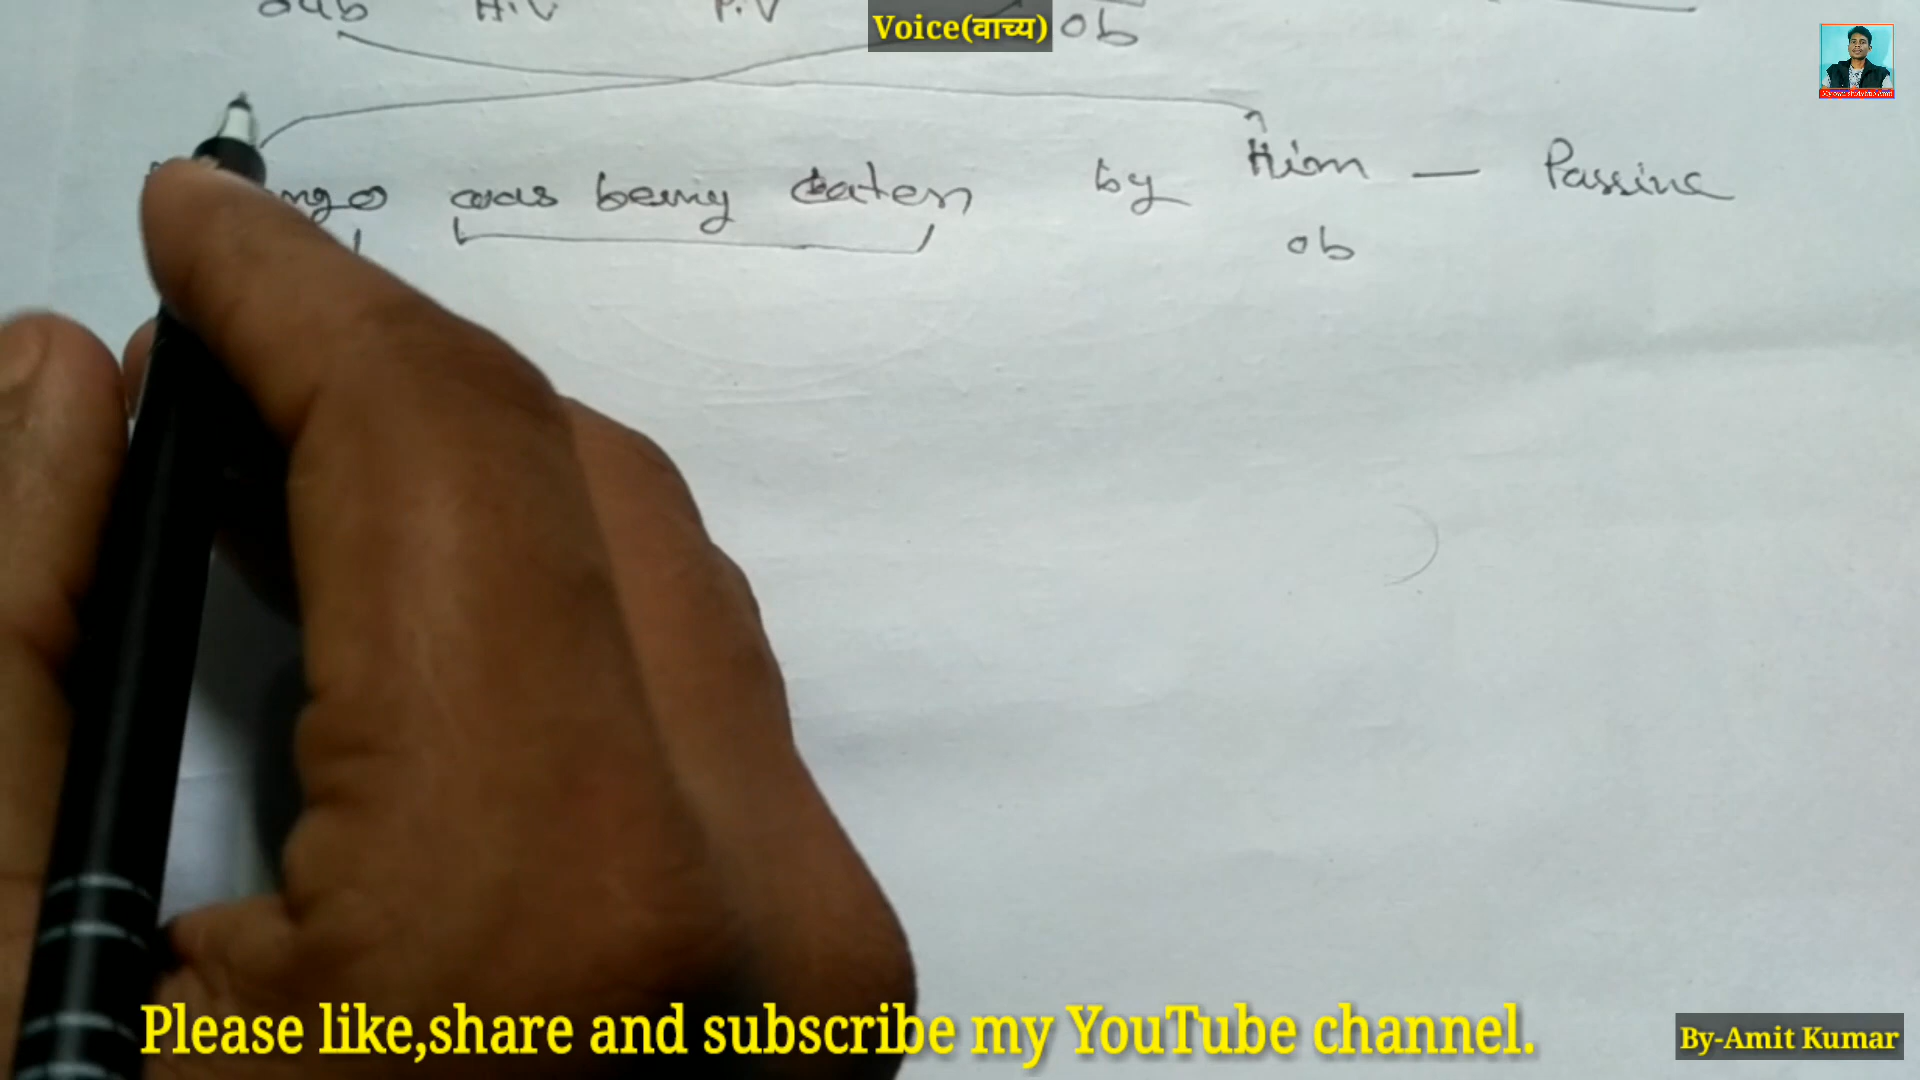 Sub H.V P.V ob
Voice(वाच्य)
was being eaten by Him — Passive
ob
Please like,share and subscribe my YouTube channel.
By-Amit Kumar